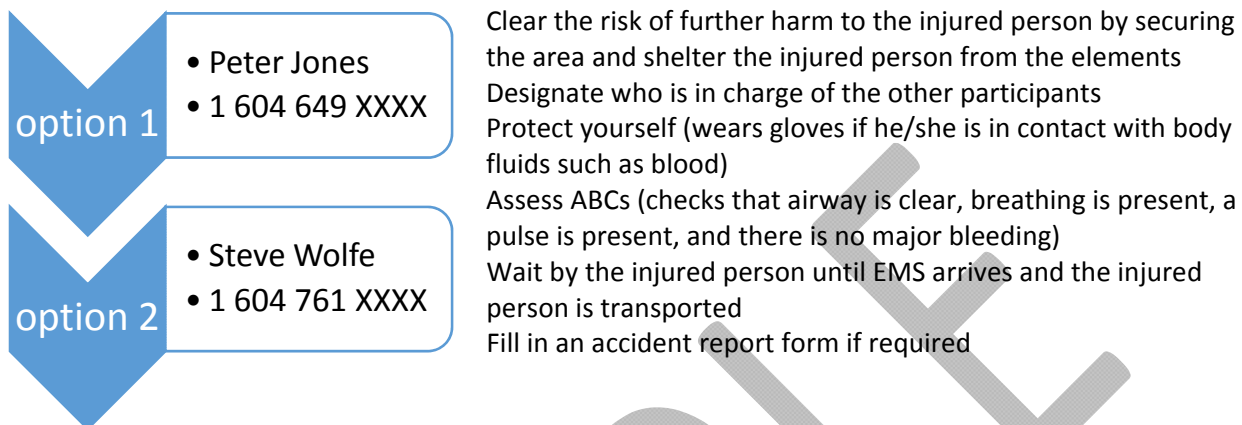 option 1
• Peter Jones
• 1 604 649 XXXX
option 2
• Steve Wolfe
• 1 604 761 XXXX
Clear the risk of further harm to the injured person by securing
the area and shelter the injured person from the elements
Designate who is in charge of the other participants
Protect yourself (wears gloves if he/she is in contact with body
fluids such as blood)
Assess ABCs (checks that airway is clear, breathing is present, a
pulse is present, and there is no major bleeding)
Wait by the injured person until EMS arrives and the injured
person is transported
Fill in an accident report form if required